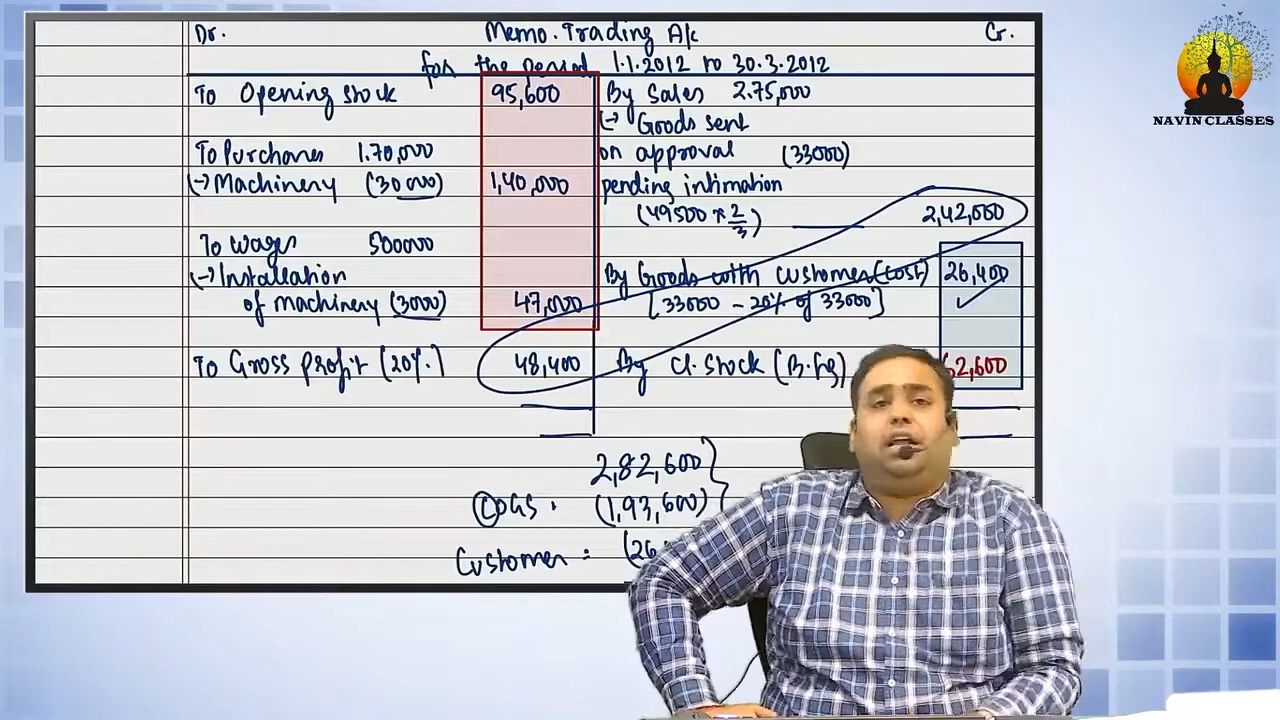 Dr. Memo. Trading A/c Cr.
for the period 1.1.2012 to 30.3.2012
To Opening stock 95,600 By Sales 2.75,000
(-) Goods sent
To Purchases 1.70,000 on approval (33000)
(-) Machinery (30000) 1,40,000 pending intimation
(49500 × 2/3) 2,42,000
To Wages 500000
(-) Installation By Goods with customer (cost) 26,400
of machinery (3000) 47,000 [33000 - 20% of 33000]
To Gross profit (20%) 48,400 By Cl. Stock (B.fig) 62,600
2,82,600
COGS . (1,93,600)
Customer = (26,
NAVIN CLASSES